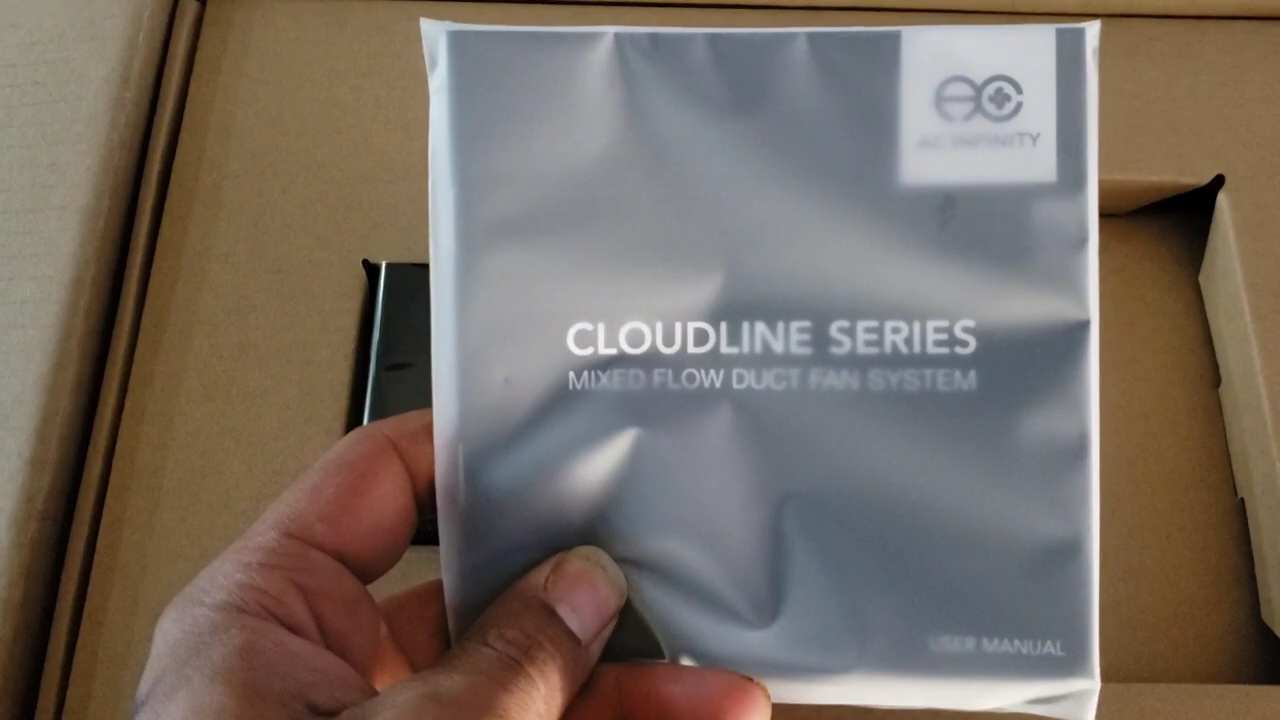 AC INFINITY
CLOUDLINE SERIES
MIXED FLOW DUCT FAN SYSTEM
USER MANUAL